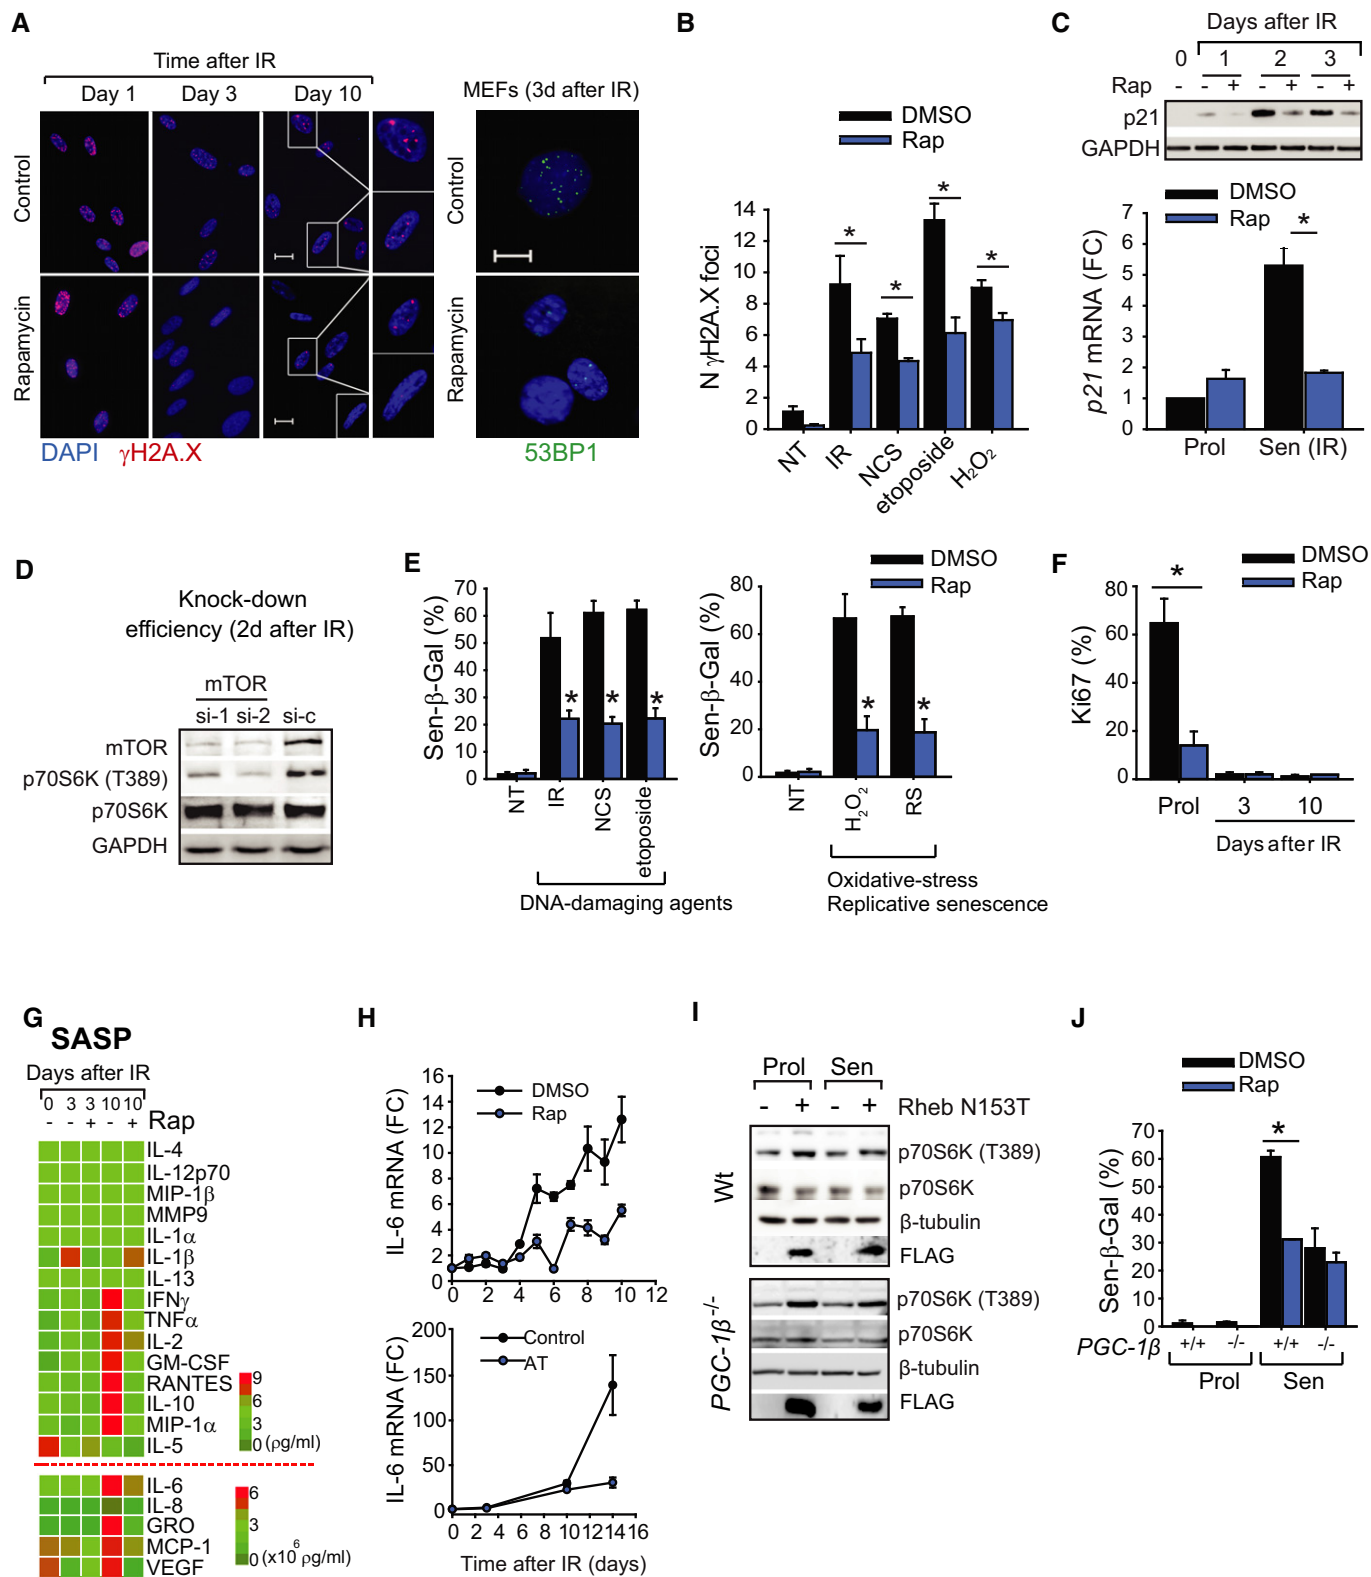 A
Time after IR
Day 1 Day 3 Day 10
MEFs (3d after IR)
Control
Rapamycin
Control
Rapamycin
DAPI γH2A.X
53BP1
B
DMSO
Rap
N γH2A.X foci
14
12
10
8
6
4
2
0
* * * *
NT IR NCS etoposide H₂O₂
C
Days after IR
0 1 2 3
Rap - - + - + - +
p21
GAPDH
DMSO
Rap
*
p21 mRNA (FC)
7
6
5
4
3
2
1
0
Prol Sen (IR)
D
Knock-down
efficiency (2d after IR)
mTOR
si-1 si-2 si-c
mTOR
p70S6K (T389)
p70S6K
GAPDH
E
Sen-β-Gal (%)
70
60
50
40
30
20
10
0
* * *
NT IR NCS etoposide
DNA-damaging agents
DMSO
Rap
Sen-β-Gal (%)
80
60
40
20
0
* *
NT H₂O₂ RS
Oxidative-stress
Replicative senescence
F
DMSO
Rap
Ki67 (%)
80
60
40
20
0
*
Prol 3 10
Days after IR
G
SASP
Days after IR
0 3 3 10 10
- - + - + Rap
IL-4
IL-12p70
MIP-1β
MMP9
IL-1α
IL-1β
IL-13
IFNγ
TNFα
IL-2
GM-CSF
RANTES
IL-10
MIP-1α
IL-5
9
6
3
0 (ρg/ml)
IL-6
IL-8
GRO
MCP-1
VEGF
6
3
0 (x10⁶ ρg/ml)
H
IL-6 mRNA (FC)
16
14
12
10
8
6
4
2
0
DMSO
Rap
0 2 4 6 8 10 12
IL-6 mRNA (FC)
200
150
100
50
0
Control
AT
0 2 4 6 8 10 12 14 16
Time after IR (days)
I
Prol Sen
- + - + Rheb N153T
Wt
p70S6K (T389)
p70S6K
β-tubulin
FLAG
PGC-1β-/-
p70S6K (T389)
p70S6K
β-tubulin
FLAG
J
DMSO
Rap
Sen-β-Gal (%)
70
60
50
40
30
20
10
0
*
PGC-1β +/+ -/- +/+ -/-
Prol Sen